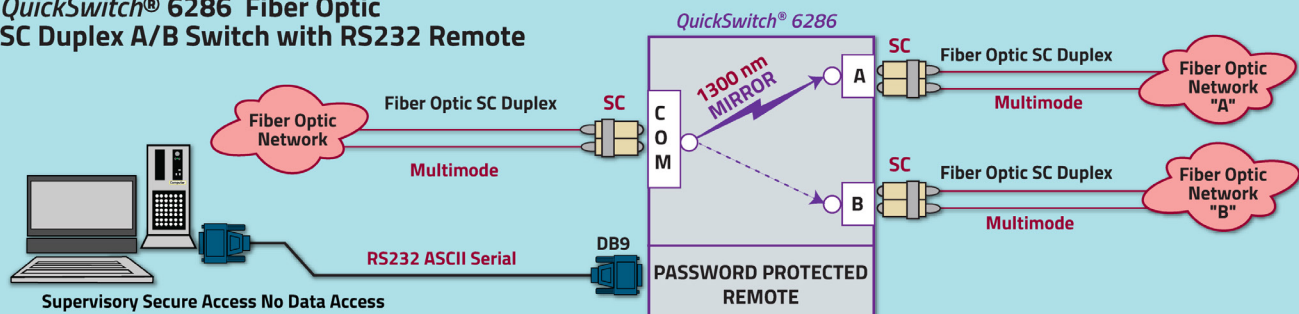 QuickSwitch® 6286 Fiber Optic
SC Duplex A/B Switch with RS232 Remote
QuickSwitch® 6286
Fiber Optic
Network
Fiber Optic SC Duplex
Multimode
SC
COM
1300 nm
MIRROR
A
B
SC
Fiber Optic SC Duplex
Multimode
Fiber Optic
Network
"A"
SC
Fiber Optic SC Duplex
Multimode
Fiber Optic
Network
"B"
RS232 ASCII Serial
DB9
PASSWORD PROTECTED
REMOTE
Supervisory Secure Access No Data Access